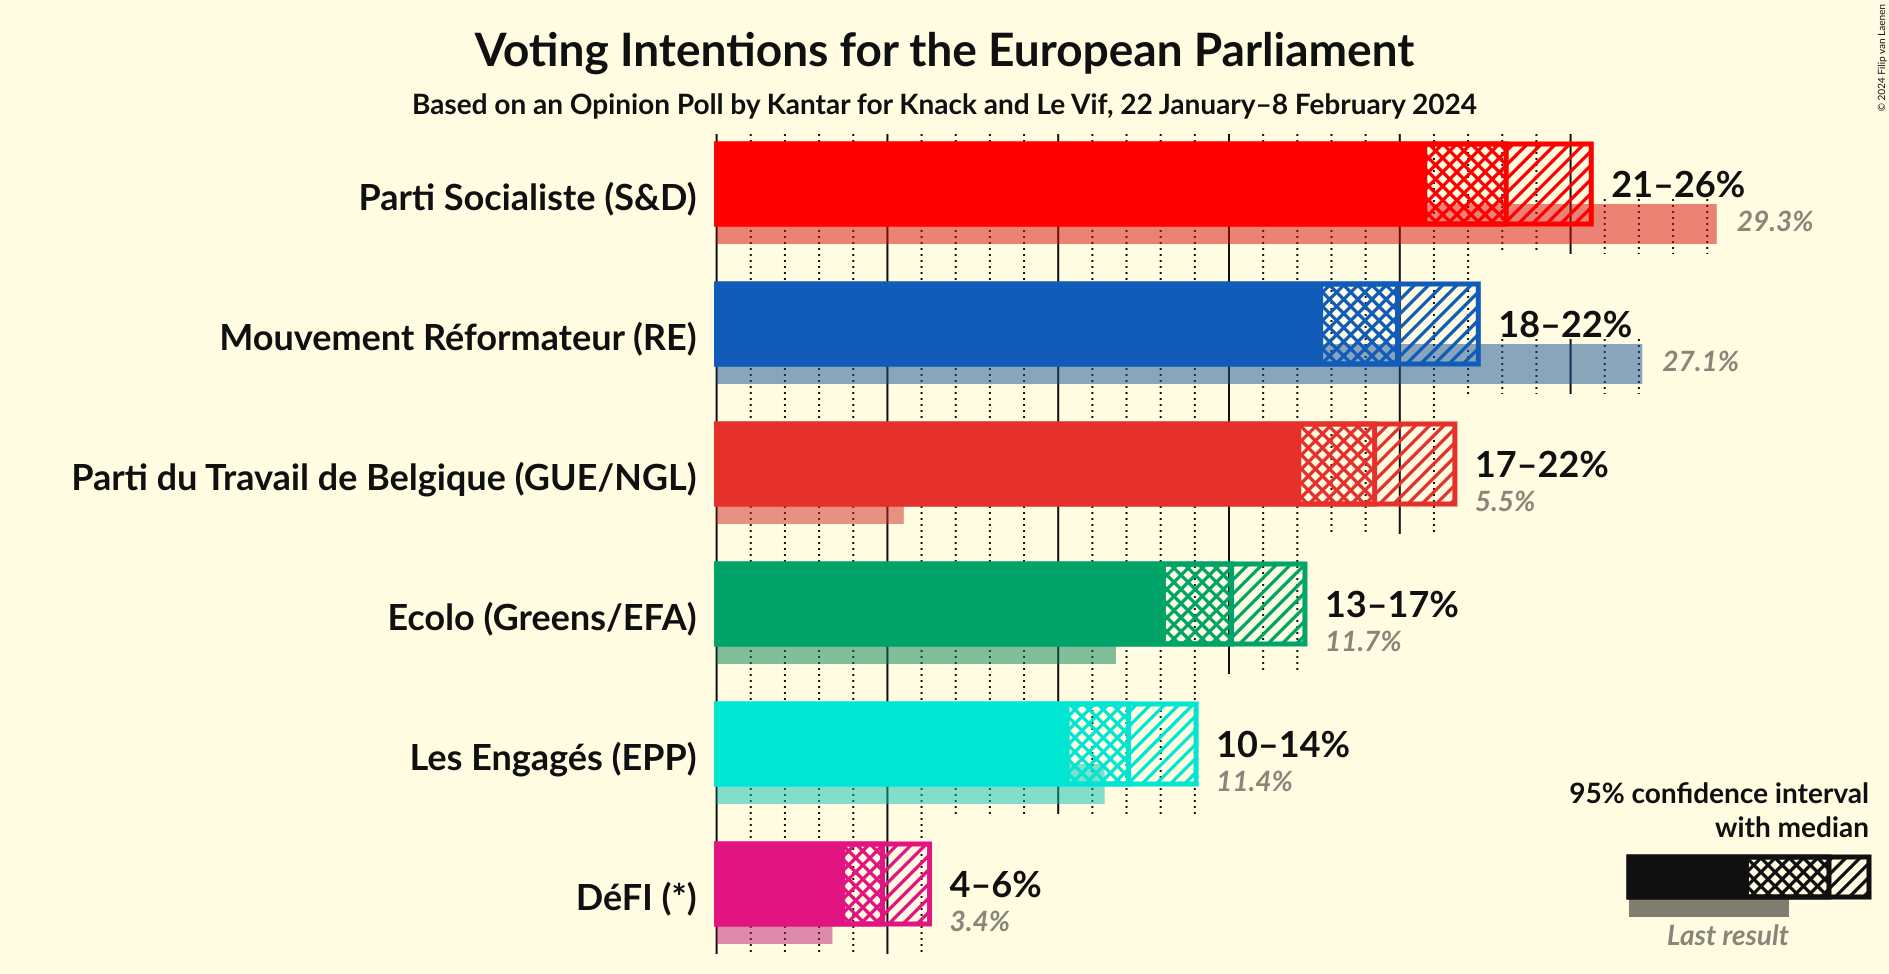 Voting Intentions for the European Parliament
Based on an Opinion Poll by Kantar for Knack and Le Vif, 22 January–8 February 2024
© 2024 Filip van Laenen
Parti Socialiste (S&D)
21–26%
29.3%
Mouvement Réformateur (RE)
18–22%
27.1%
Parti du Travail de Belgique (GUE/NGL)
17–22%
5.5%
Ecolo (Greens/EFA)
13–17%
11.7%
Les Engagés (EPP)
10–14%
11.4%
DéFI (*)
4–6%
3.4%
95% confidence interval
with median
Last result